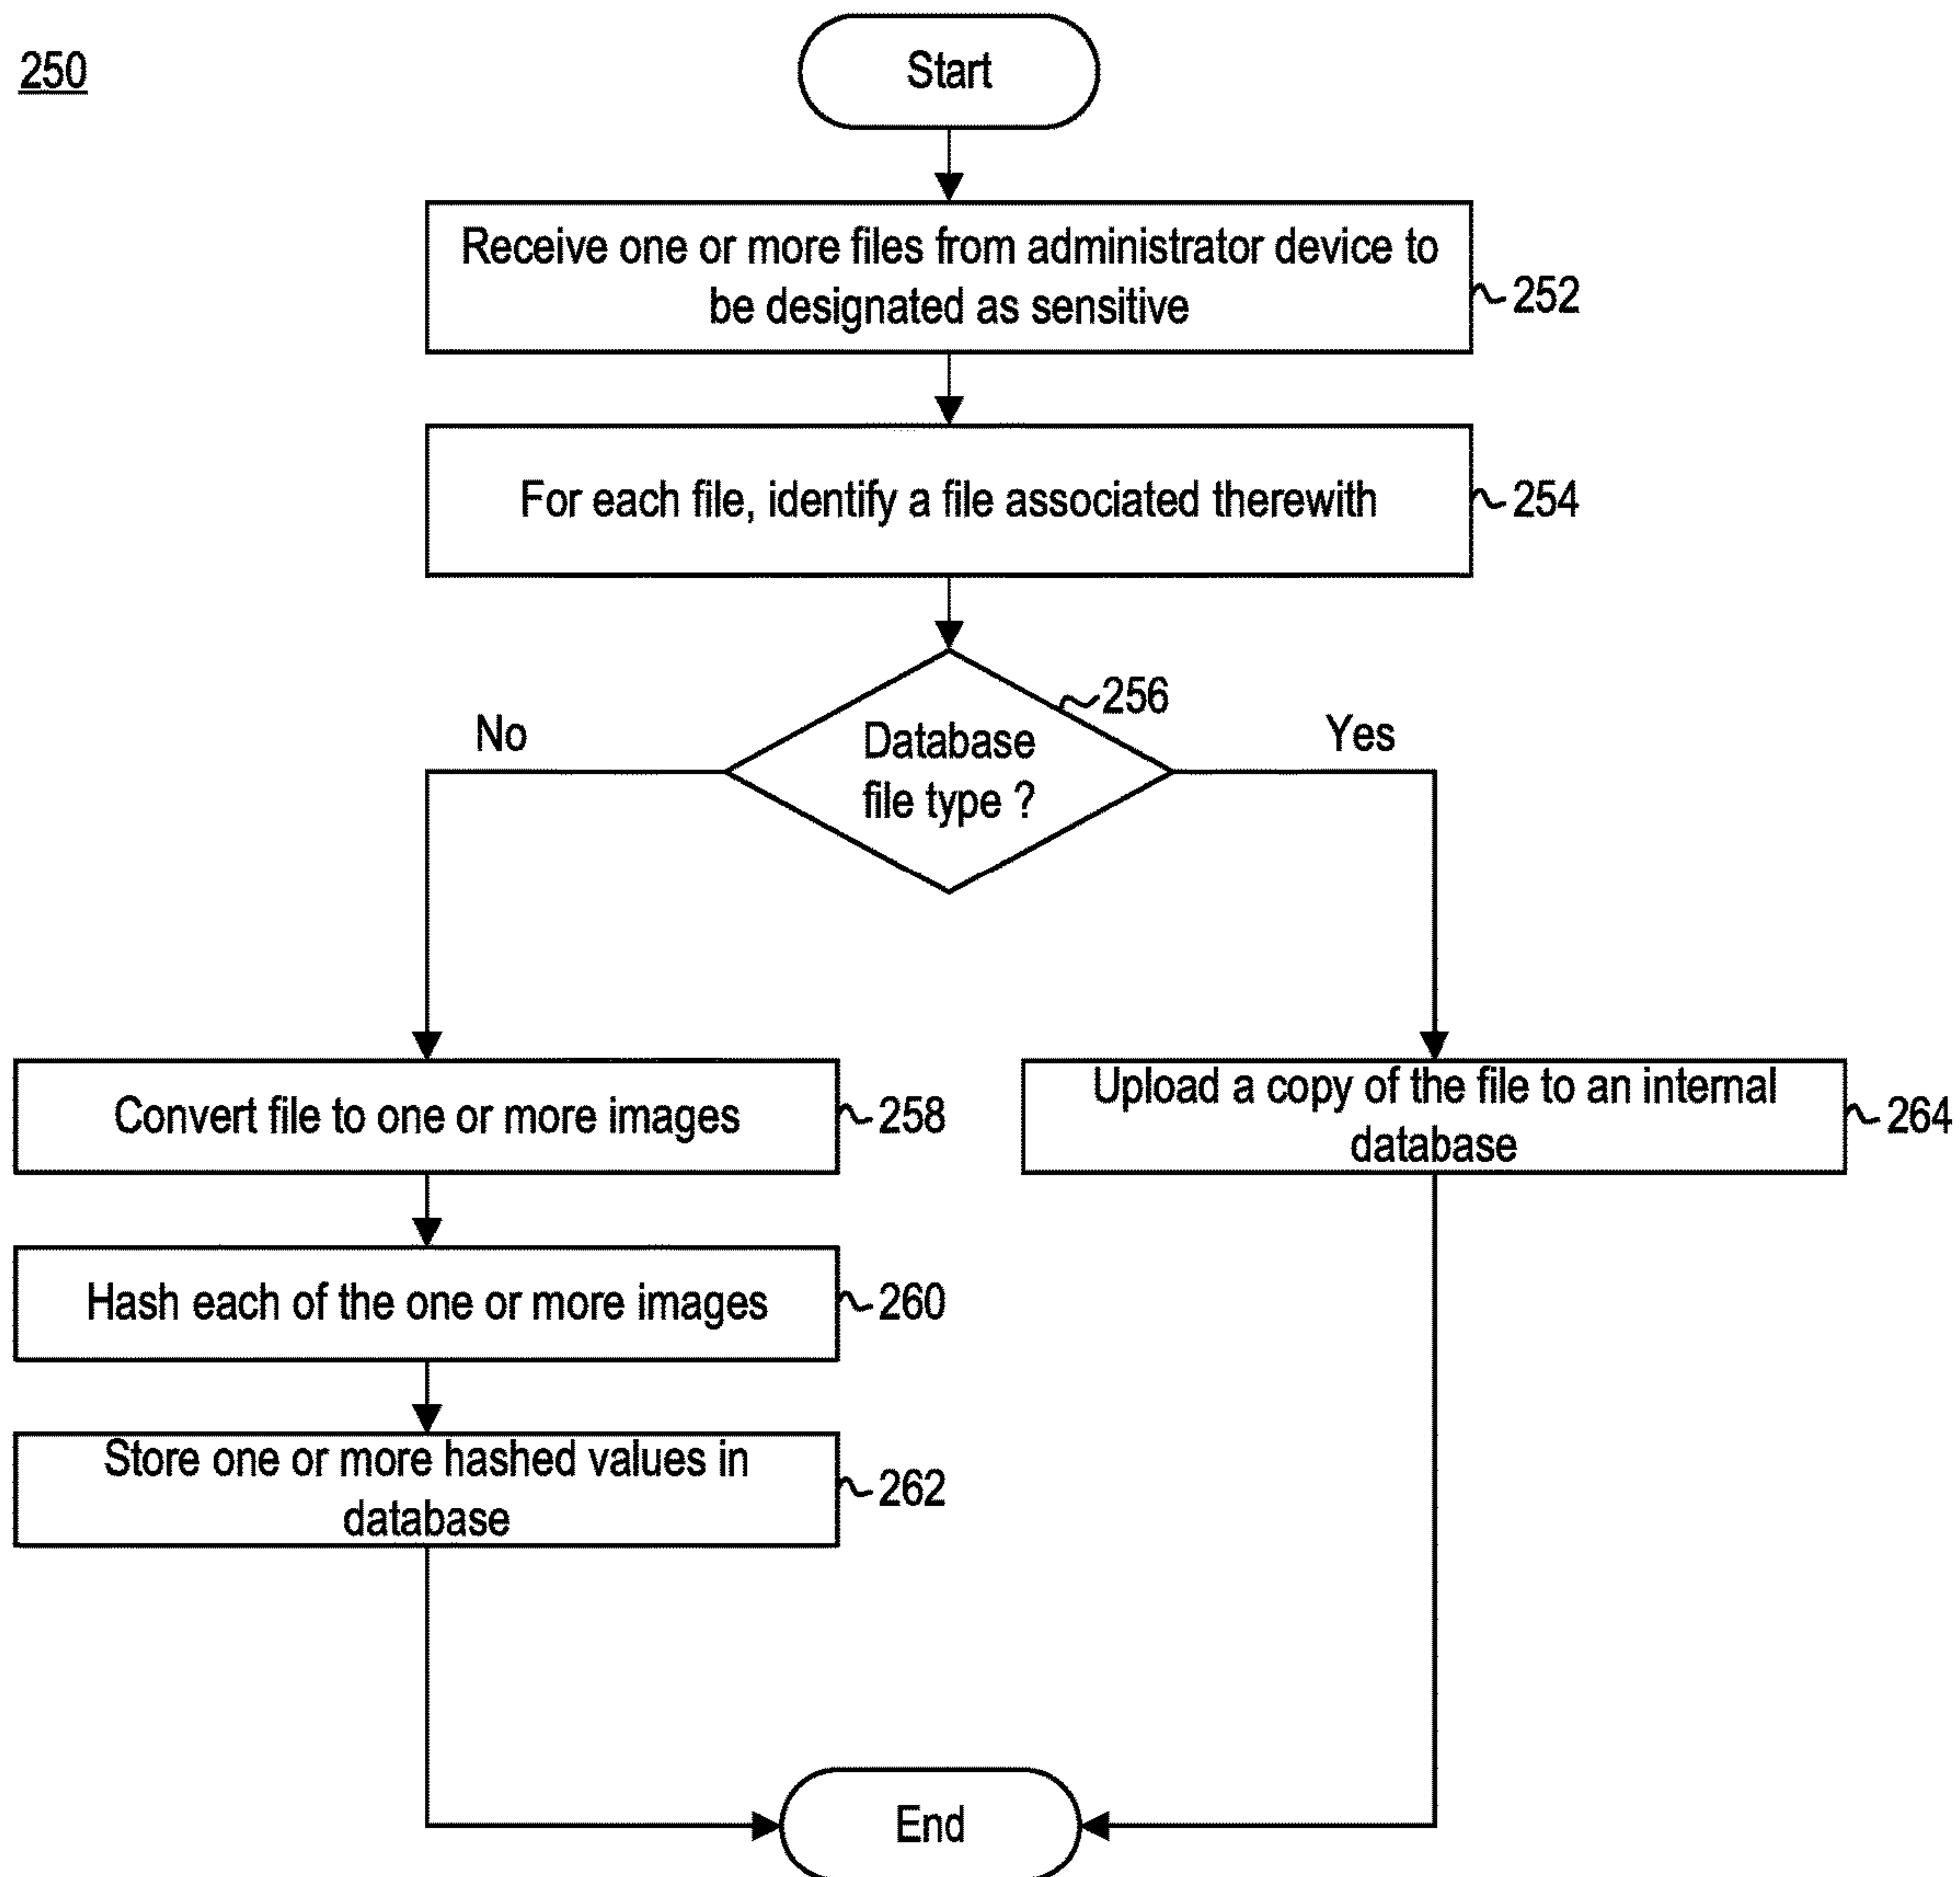 250
Start
Receive one or more files from administrator device to
be designated as sensitive
252
For each file, identify a file associated therewith
254
256
No
Database
file type ?
Yes
Convert file to one or more images
258
Upload a copy of the file to an internal
database
264
Hash each of the one or more images
260
Store one or more hashed values in
database
262
End